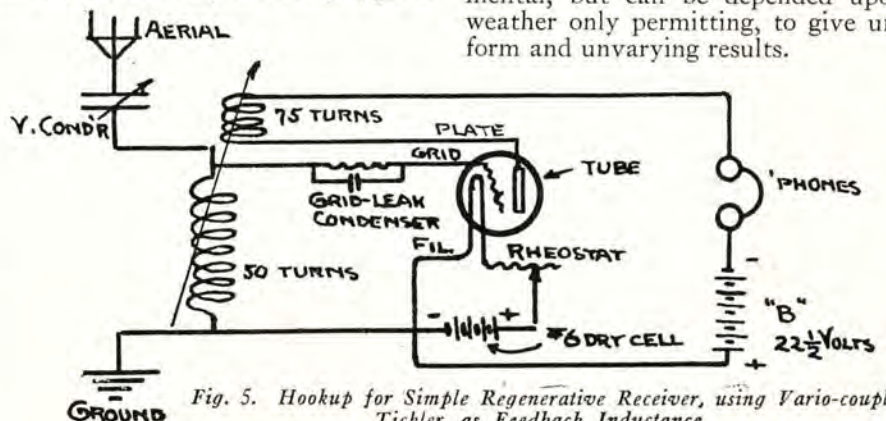 mental, but can be depended upo
weather only permitting, to give un
form and unvarying results.
AERIAL
V. COND'R
75 TURNS
PLATE
GRID
TUBE
'PHONES
GRID-LEAK
CONDENSER
FIL.
RHEOSTAT
50 TURNS
-
- +
#6 DRY CELL
"B"
22½ VOLTS
+
GROUND
Fig. 5. Hookup for Simple Regenerative Receiver, using Vario-coupl
Tickler as Feedback Inductance